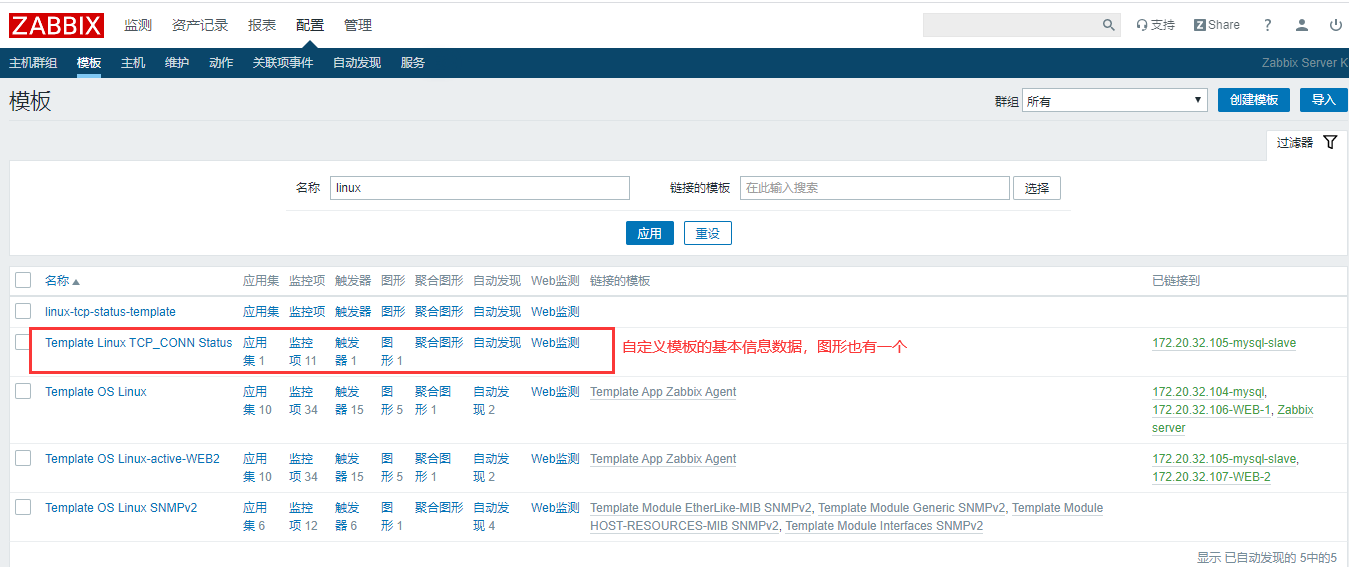 ZABBIX 监测 资产记录 报表 配置 管理 支持 Z Share ?
主机群组 模板 主机 维护 动作 关联项事件 自动发现 服务 Zabbix Server K
模板 群组 所有 创建模板 导入
过滤器
名称 linux 链接的模板 在此输入搜索 选择
应用 重设
名称 应用集 监控项 触发器 图形 聚合图形 自动发现 Web监测 链接的模板 已链接到
linux-tcp-status-template 应用集 监控项 触发器 图形 聚合图形 自动发现 Web监测
Template Linux TCP_CONN Status 应用 监控 触发 图 聚合图形 自动发现 Web监测 自定义模板的基本信息数据，图形也有一个 172.20.32.105-mysql-slave
集 1 项 11 器 1 形 1
Template OS Linux 应用 监控 触发 图 聚合图 自动发 Web监测 Template App Zabbix Agent 172.20.32.104-mysql,
集 10 项 34 器 15 形 5 形 1 现 2 172.20.32.106-WEB-1, Zabbix
server
Template OS Linux-active-WEB2 应用 监控 触发 图 聚合图 自动发 Web监测 Template App Zabbix Agent 172.20.32.105-mysql-slave,
集 10 项 34 器 15 形 5 形 1 现 2 172.20.32.107-WEB-2
Template OS Linux SNMPv2 应用 监控 触发 图 聚合图形 自动发 Web监测 Template Module EtherLike-MIB SNMPv2, Template Module Generic SNMPv2, Template Module
集 6 项 12 器 6 形 1 现 4 HOST-RESOURCES-MIB SNMPv2, Template Module Interfaces SNMPv2
显示 已自动发现的 5中的5